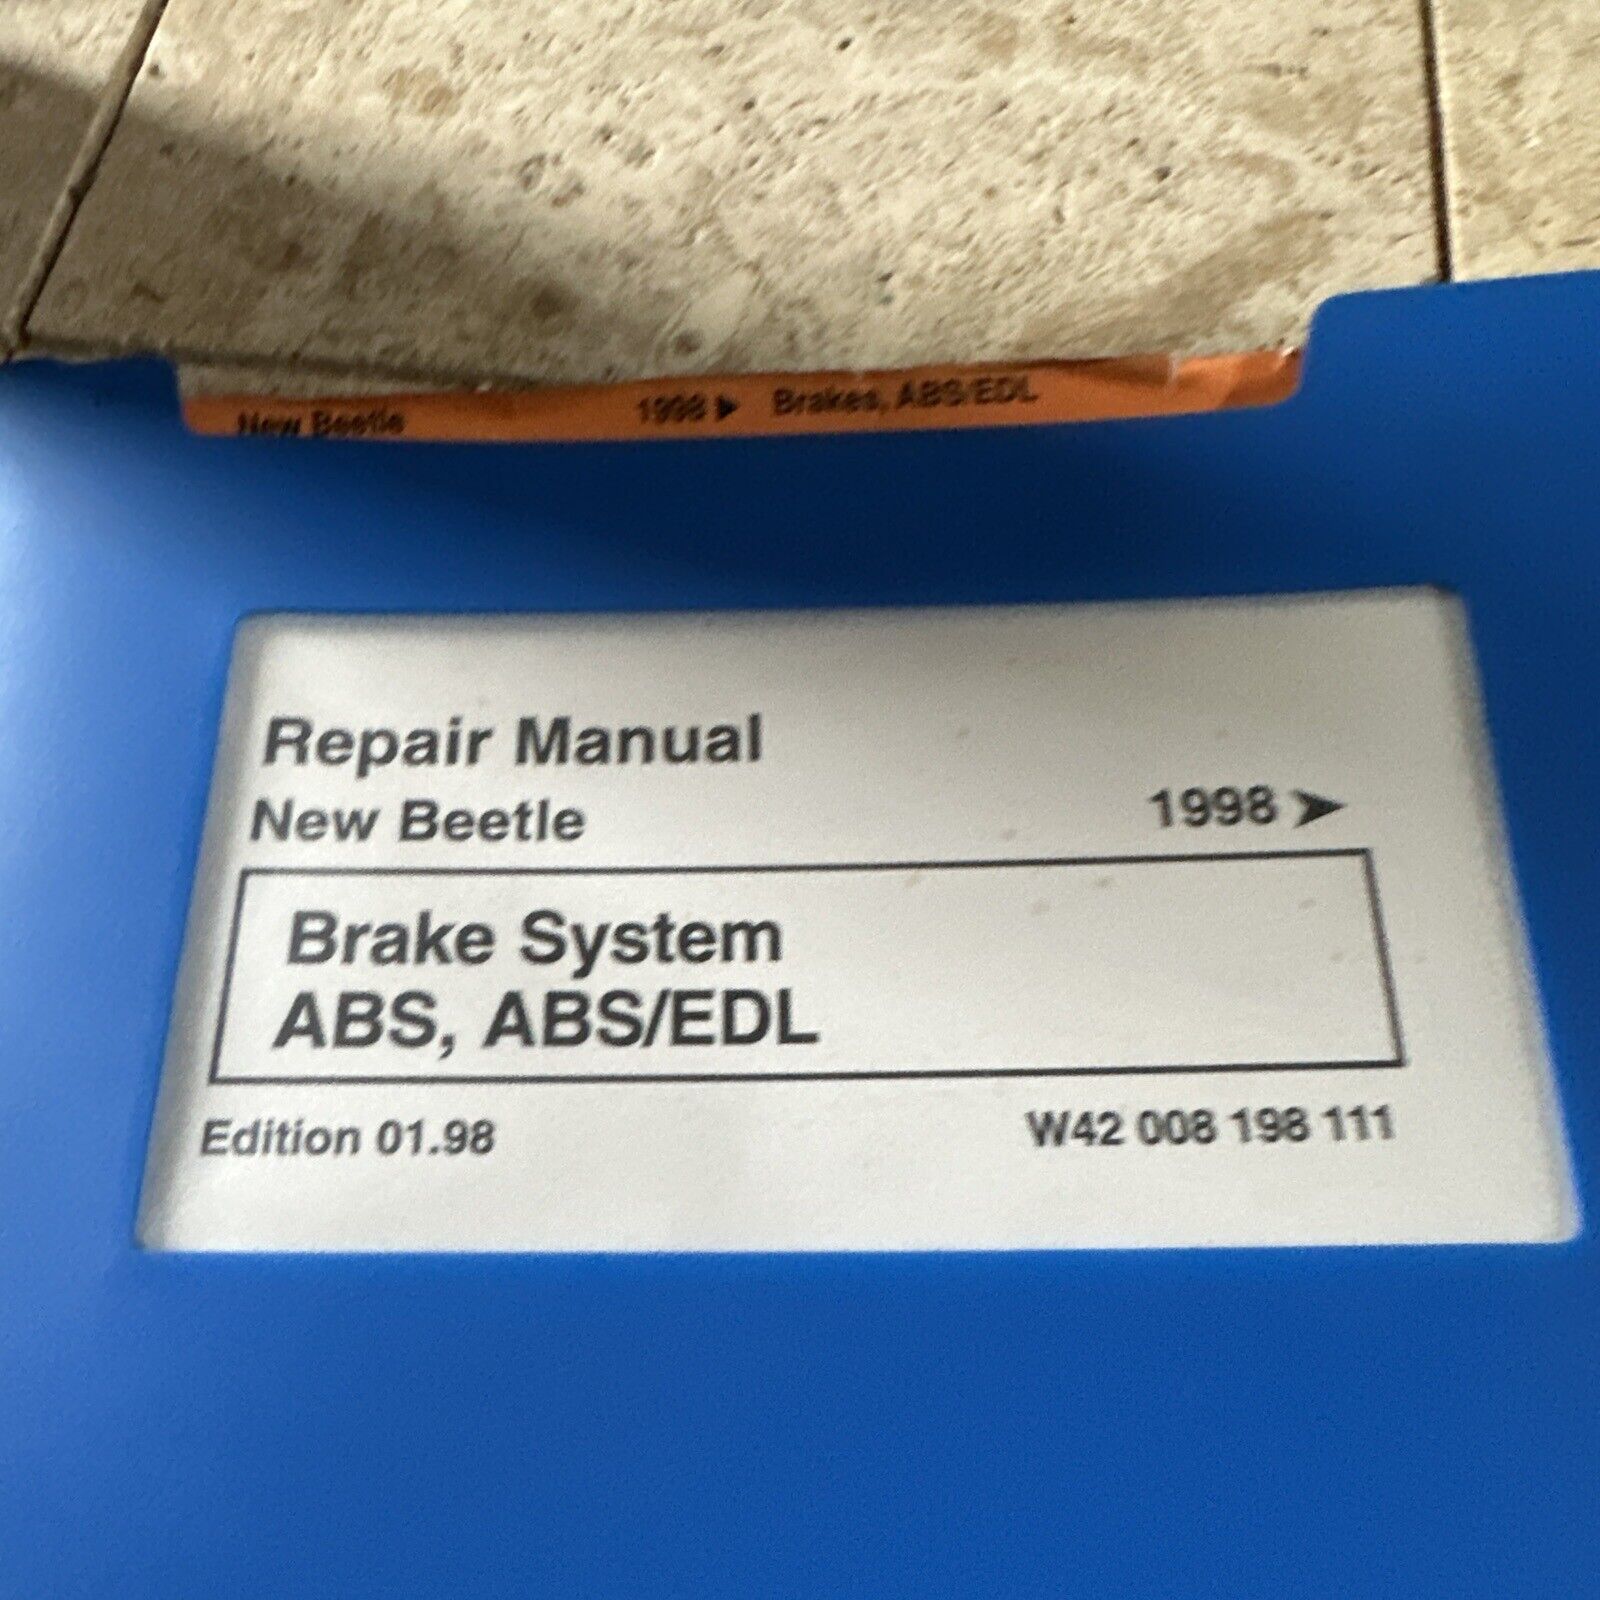 New Beetle 1998 ► Brakes, ABS/EDL
Repair Manual
New Beetle 1998 ➤
Brake System
ABS, ABS/EDL
Edition 01.98 W42 008 198 111